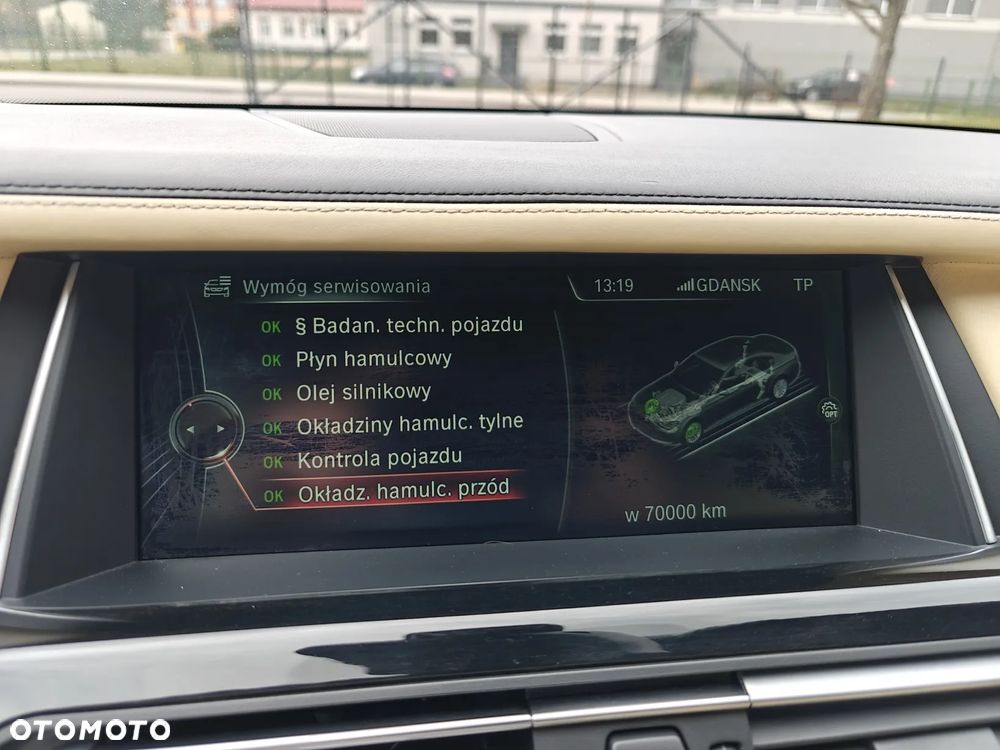 Wymóg serwisowania
13:19
GDANSK
TP
OK § Badan. techn. pojazdu
OK Płyn hamulcowy
OK Olej silnikowy
OK Okładziny hamulc. tylne
OK Kontrola pojazdu
OK Okładz. hamulc. przód
OPT
w 70000 km
OTOMOTO